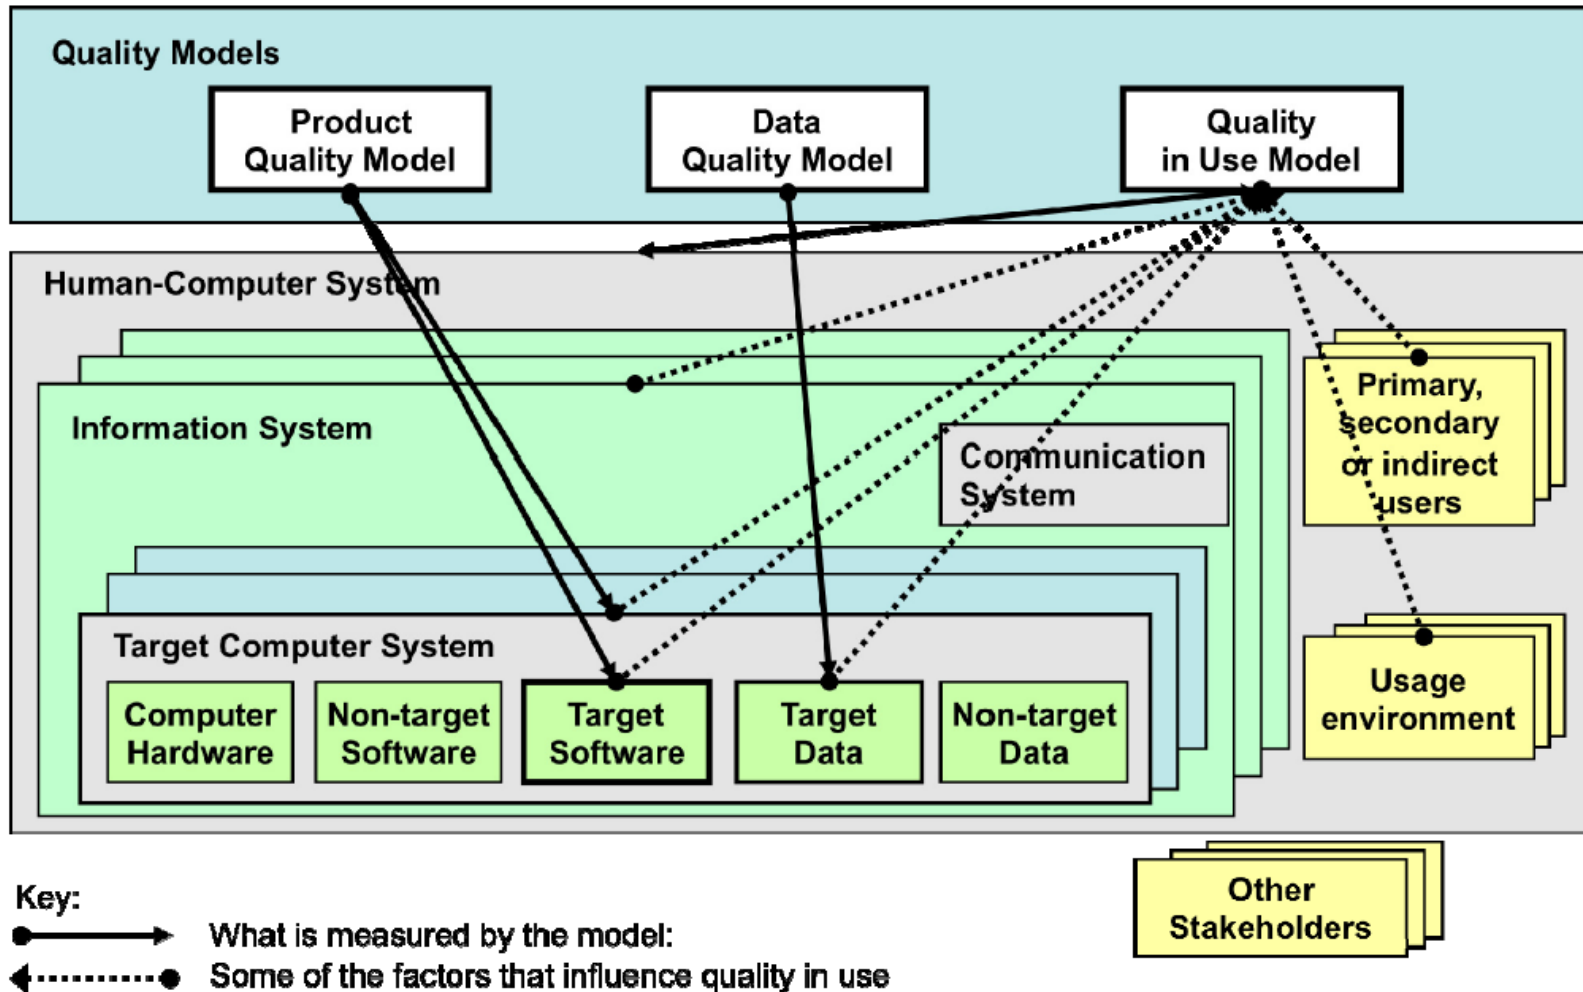 Quality Models
Product
Quality Model
Data
Quality Model
Quality
in Use Model
Human-Computer System
Information System
Communication
System
Primary,
secondary
or indirect
users
Target Computer System
Computer
Hardware
Non-target
Software
Target
Software
Target
Data
Non-target
Data
Usage
environment
Other
Stakeholders
Key:
What is measured by the model:
Some of the factors that influence quality in use